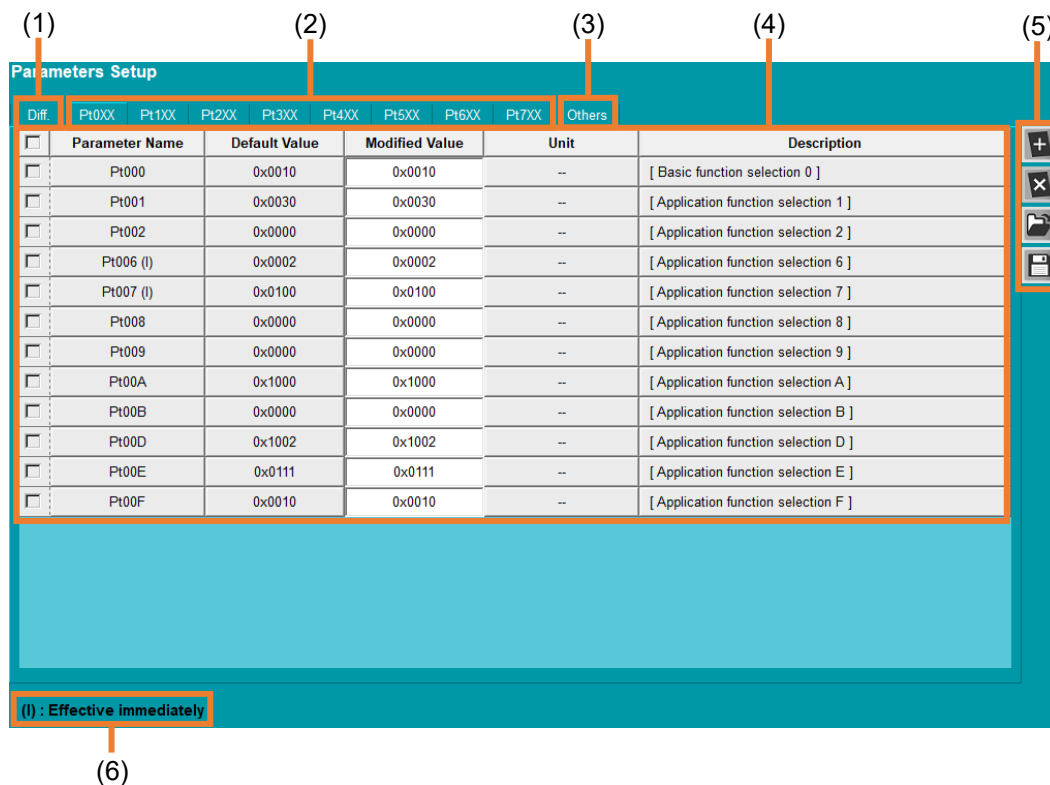 (1) (2) (3) (4) (5)
Parameters Setup
Diff. Pt0XX Pt1XX Pt2XX Pt3XX Pt4XX Pt5XX Pt6XX Pt7XX Others
Parameter Name Default Value Modified Value Unit Description
Pt000 0x0010 0x0010 -- [ Basic function selection 0 ]
Pt001 0x0030 0x0030 -- [ Application function selection 1 ]
Pt002 0x0000 0x0000 -- [ Application function selection 2 ]
Pt006 (I) 0x0002 0x0002 -- [ Application function selection 6 ]
Pt007 (I) 0x0100 0x0100 -- [ Application function selection 7 ]
Pt008 0x0000 0x0000 -- [ Application function selection 8 ]
Pt009 0x0000 0x0000 -- [ Application function selection 9 ]
Pt00A 0x1000 0x1000 -- [ Application function selection A ]
Pt00B 0x0000 0x0000 -- [ Application function selection B ]
Pt00D 0x1002 0x1002 -- [ Application function selection D ]
Pt00E 0x0111 0x0111 -- [ Application function selection E ]
Pt00F 0x0010 0x0010 -- [ Application function selection F ]
(I) : Effective immediately
(6)